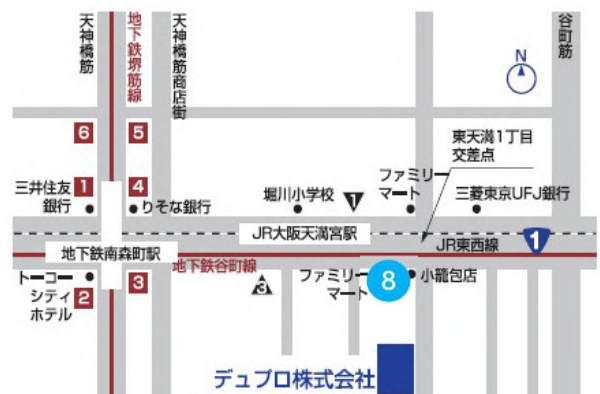 天神橋筋
地下鉄堺筋線
天神橋筋商店街
谷町筋
N
6
5
東天満1丁目
交差点
三井住友
銀行
1
4
りそな銀行
堀川小学校
1
ファミリー
マート
三菱東京UFJ銀行
JR大阪天満宮駅
JR東西線
1
地下鉄南森町駅
地下鉄谷町線
トーコー
シティ
ホテル
2
3
3
ファミリー
マート
8
小籠包店
デュプロ株式会社